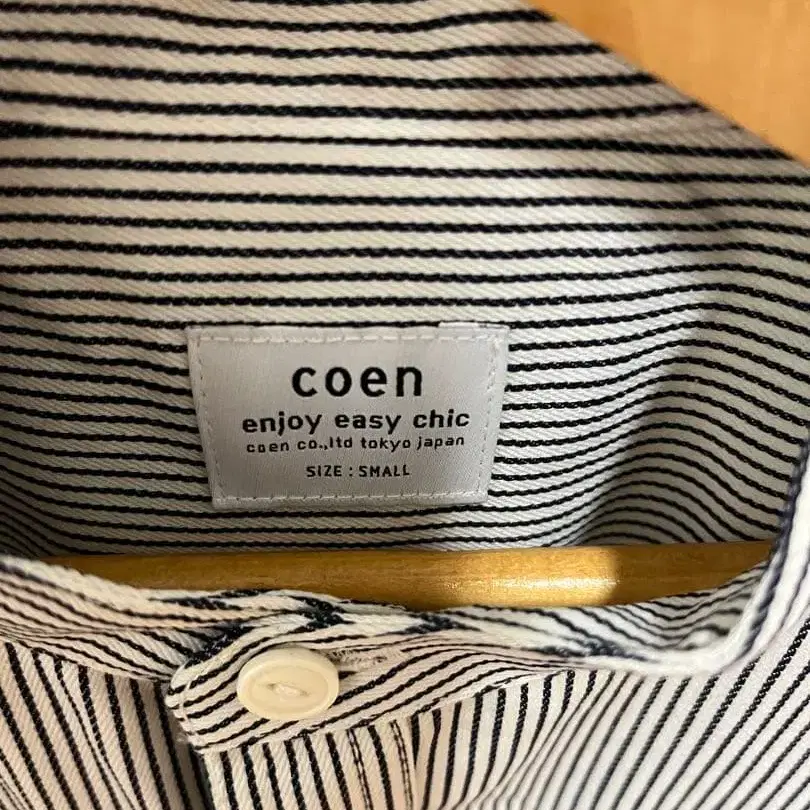 coen
enjoy easy chic
coen co.,ltd tokyo japan
SIZE : SMALL